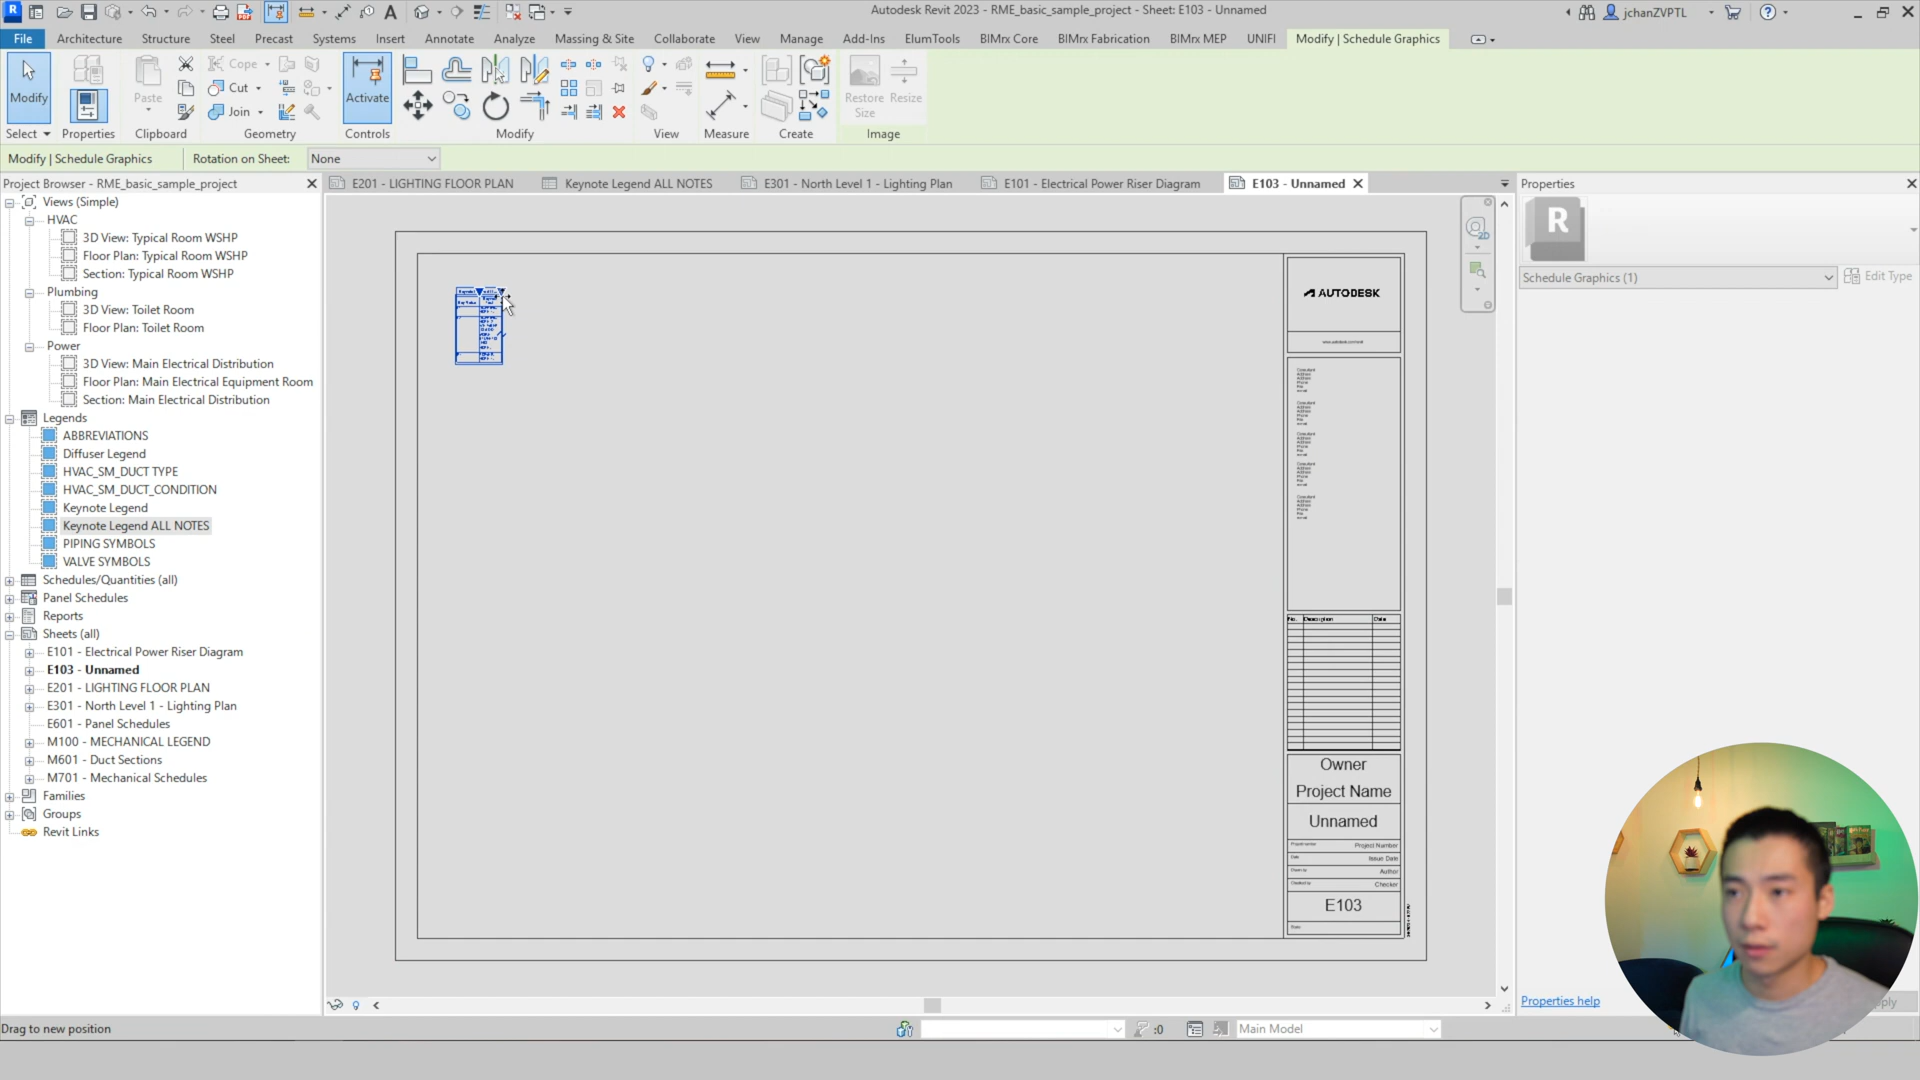 Autodesk Revit 2023 - RME_basic_sample_project - Sheet: E103 - Unnamed
jchanZVPTL
File
Architecture
Structure
Steel
Precast
Systems
Insert
Annotate
Analyze
Massing & Site
Collaborate
View
Manage
Add-Ins
ElumTools
BIMrx Core
BIMrx Fabrication
BIMrx MEP
UNIFI
Modify | Schedule Graphics
Modify
Paste
Cope
Cut
Join
Activate
Restore Size
Resize
Select
Properties
Clipboard
Geometry
Controls
Modify
View
Measure
Create
Image
Modify | Schedule Graphics
Rotation on Sheet:
None
Project Browser - RME_basic_sample_project
E201 - LIGHTING FLOOR PLAN
Keynote Legend ALL NOTES
E301 - North Level 1 - Lighting Plan
E101 - Electrical Power Riser Diagram
E103 - Unnamed
Properties
Views (Simple)
HVAC
3D View: Typical Room WSHP
Floor Plan: Typical Room WSHP
Section: Typical Room WSHP
Plumbing
3D View: Toilet Room
Floor Plan: Toilet Room
Power
3D View: Main Electrical Distribution
Floor Plan: Main Electrical Equipment Room
Section: Main Electrical Distribution
Legends
ABBREVIATIONS
Diffuser Legend
HVAC_SM_DUCT TYPE
HVAC_SM_DUCT_CONDITION
Keynote Legend
Keynote Legend ALL NOTES
PIPING SYMBOLS
VALVE SYMBOLS
Schedules/Quantities (all)
Panel Schedules
Reports
Sheets (all)
E101 - Electrical Power Riser Diagram
E103 - Unnamed
E201 - LIGHTING FLOOR PLAN
E301 - North Level 1 - Lighting Plan
E601 - Panel Schedules
M100 - MECHANICAL LEGEND
M601 - Duct Sections
M701 - Mechanical Schedules
Families
Groups
Revit Links
AUTODESK
No.
Description
Date
Owner
Project Name
Unnamed
Project Number
Issue Date
Author
Checker
E103
2D
R
Schedule Graphics (1)
Edit Type
Properties help
Drag to new position
:0
Main Model